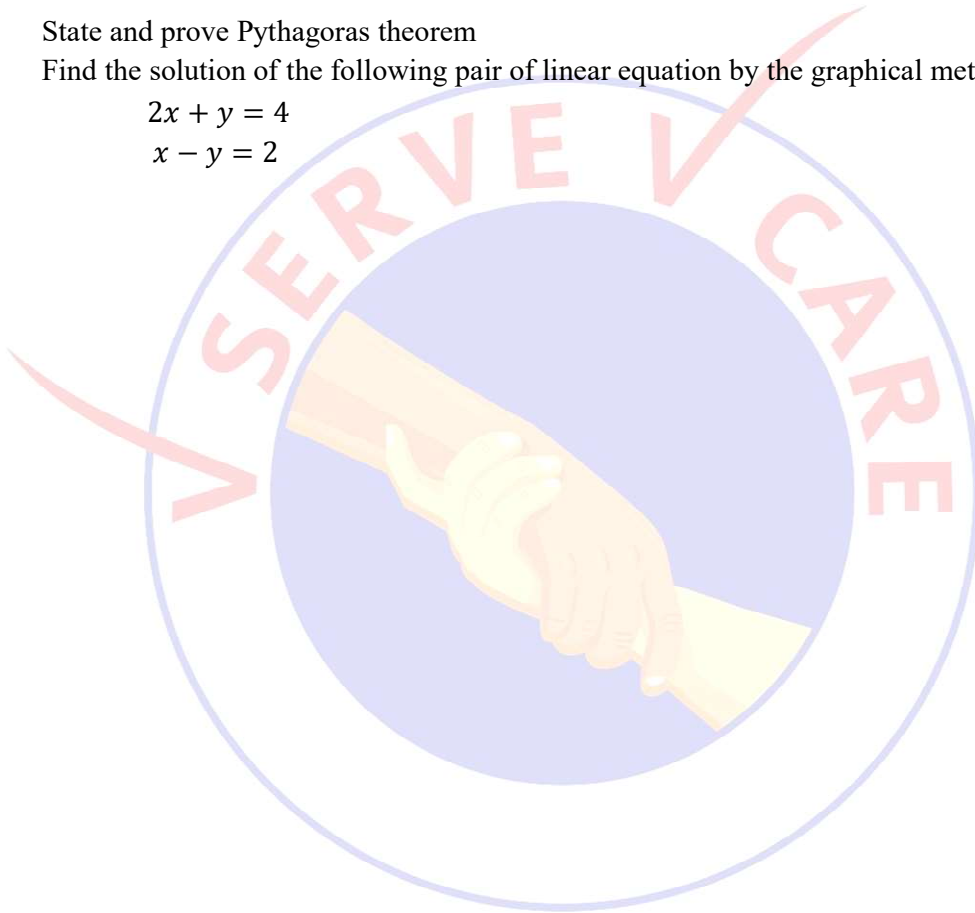 State and prove Pythagoras theorem
Find the solution of the following pair of linear equation by the graphical met
2x + y = 4
x − y = 2
V SERVE V CARE